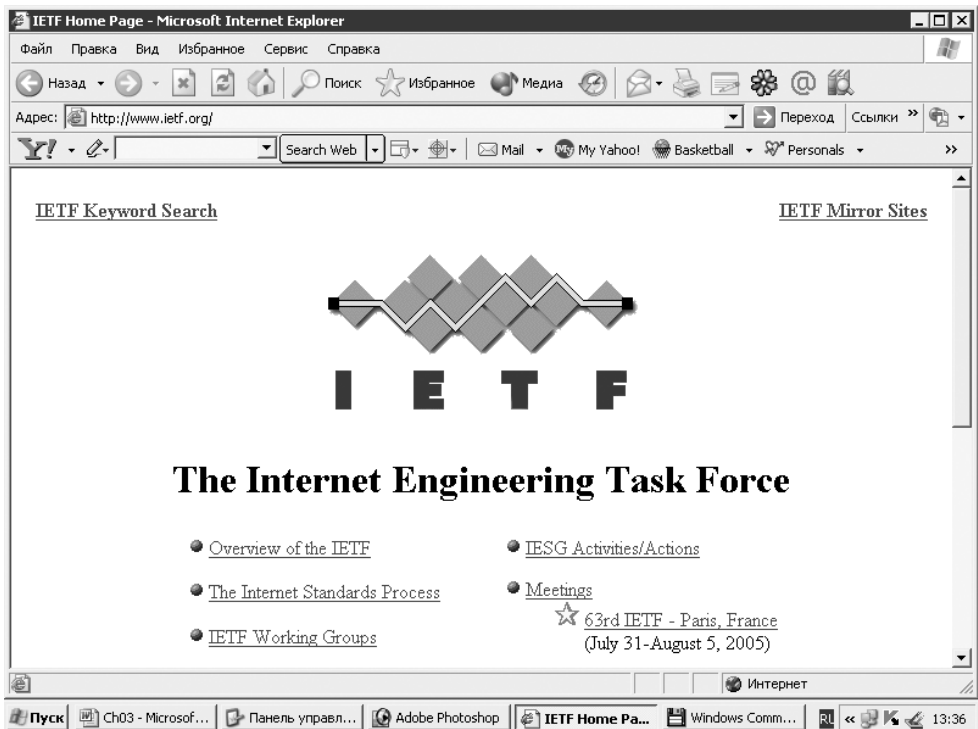 IETF Home Page - Microsoft Internet Explorer
Файл Правка Вид Избранное Сервис Справка
Назад Поиск Избранное Медиа
Адрес: http://www.ietf.org/ Переход Ссылки »
Y! Search Web Mail My Yahoo! Basketball Personals »
IETF Keyword Search IETF Mirror Sites
I E T F
The Internet Engineering Task Force
Overview of the IETF IESG Activities/Actions
The Internet Standards Process Meetings
63rd IETF - Paris, France
IETF Working Groups (July 31-August 5, 2005)
Интернет
Пуск Ch03 - Microsof... Панель управл... Adobe Photoshop IETF Home Pa... Windows Comm... RU « 13:36